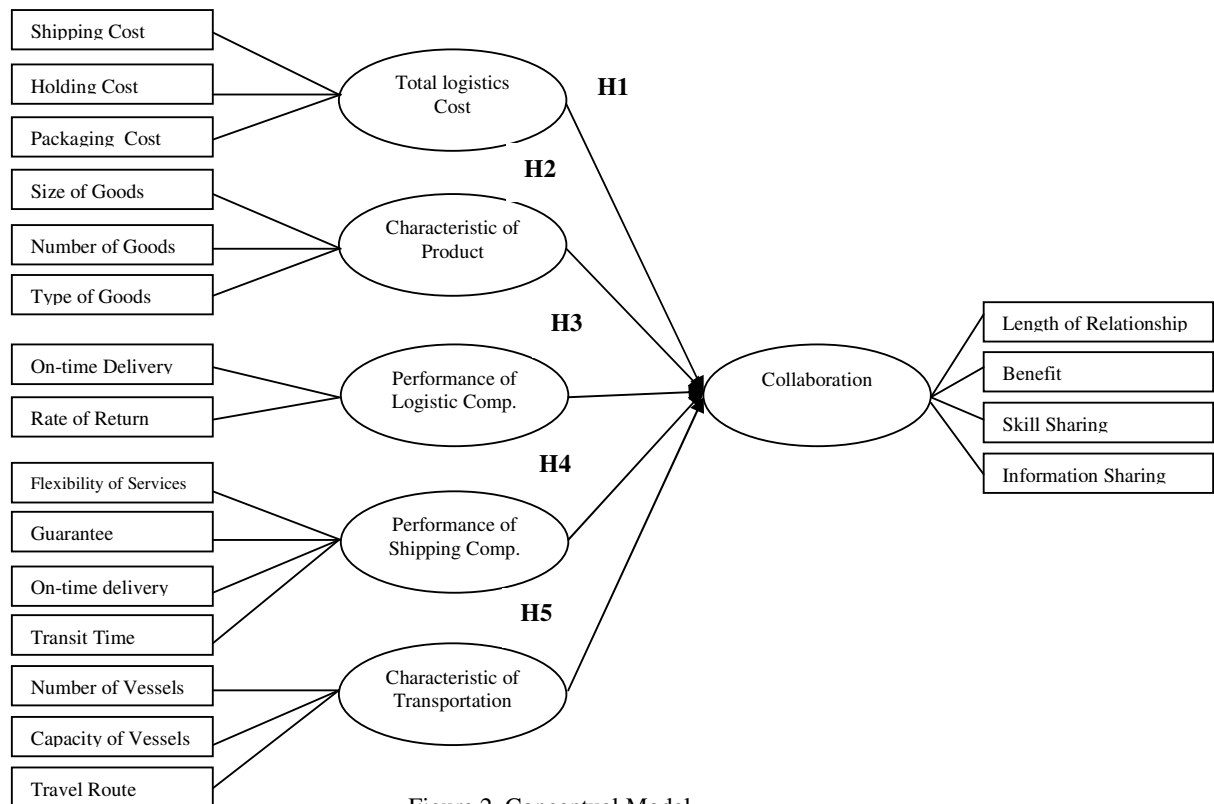 Shipping Cost
Holding Cost
Packaging Cost
Size of Goods
Number of Goods
Type of Goods
On-time Delivery
Rate of Return
Flexibility of Services
Guarantee
On-time delivery
Transit Time
Number of Vessels
Capacity of Vessels
Travel Route
Total logistics
Cost
Characteristic of
Product
Performance of
Logistic Comp.
Performance of
Shipping Comp.
Characteristic of
Transportation
H1
H2
H3
H4
H5
Collaboration
Length of Relationship
Benefit
Skill Sharing
Information Sharing
Figure 2. Conceptual Model